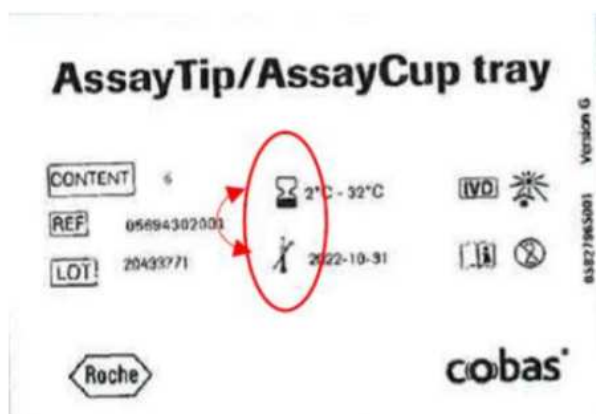 AssayTip/AssayCup tray
CONTENT 6
REF 05694302001
LOT 20433771
2°C - 32°C
2022-10-31
IVD
Roche
cobas
Version G